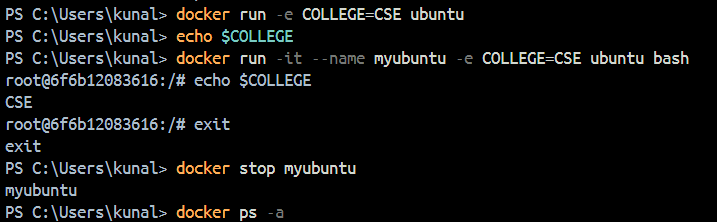 PS C:\Users\kunal> docker run -e COLLEGE=CSE ubuntu
PS C:\Users\kunal> echo $COLLEGE
PS C:\Users\kunal> docker run -it --name myubuntu -e COLLEGE=CSE ubuntu bash
root@6f6b12083616:/# echo $COLLEGE
CSE
root@6f6b12083616:/# exit
exit
PS C:\Users\kunal> docker stop myubuntu
myubuntu
PS C:\Users\kunal> docker ps -a